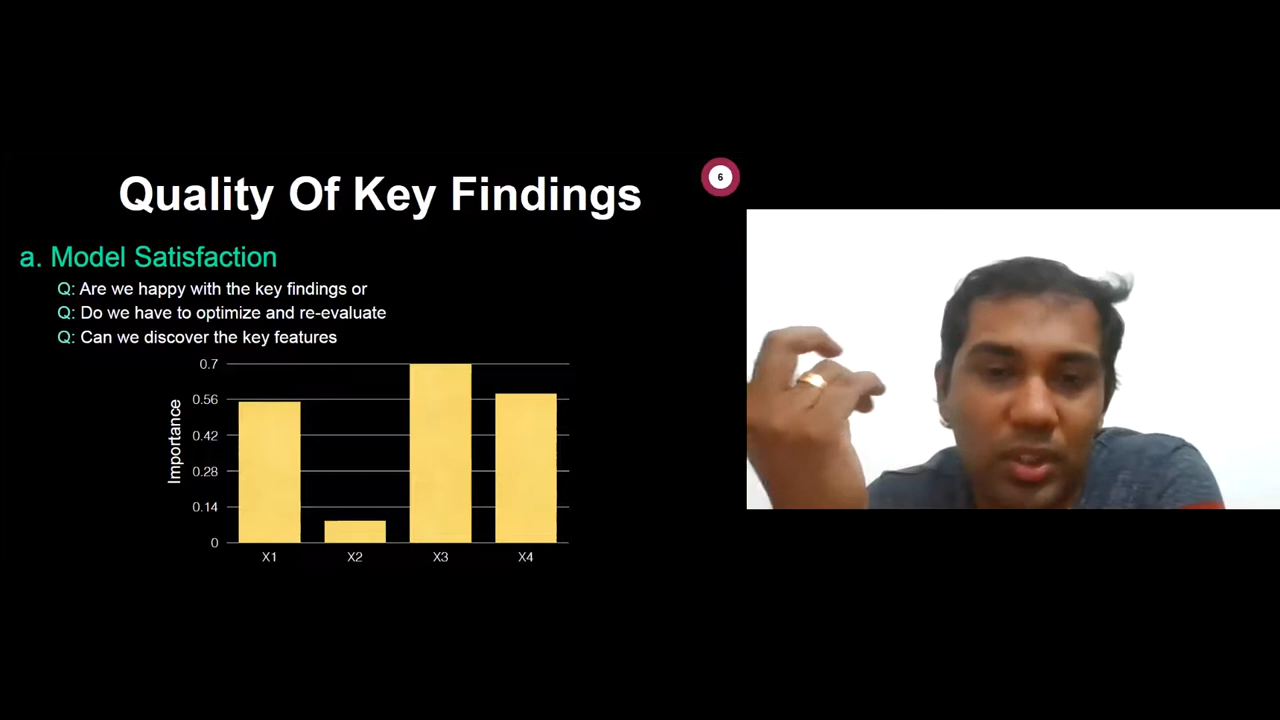 Quality Of Key Findings
6
a. Model Satisfaction
Q: Are we happy with the key findings or
Q: Do we have to optimize and re-evaluate
Q: Can we discover the key features
Importance
0.7
0.56
0.42
0.28
0.14
0
X1 X2 X3 X4